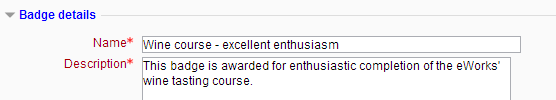 Badge details
Name* Wine course - excellent enthusiasm
Description* This badge is awarded for enthusiastic completion of the eWorks'
wine tasting course.